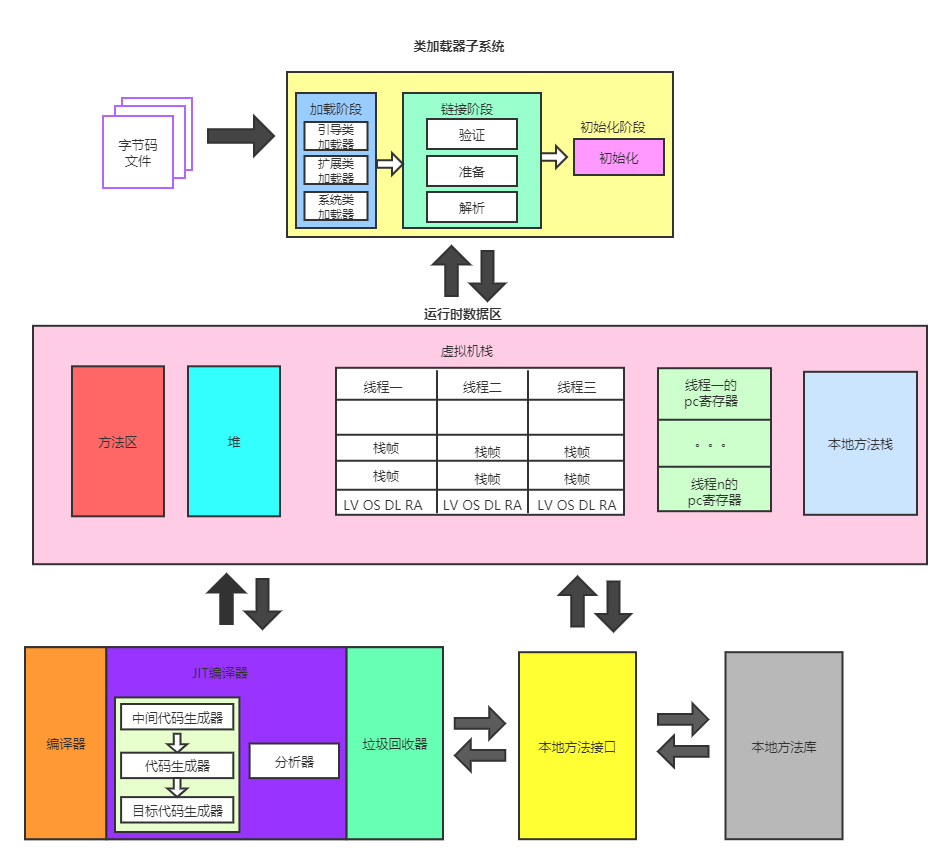 类加载器子系统
字节码
文件
加载阶段
引导类
加载器
扩展类
加载器
系统类
加载器
链接阶段
验证
准备
解析
初始化阶段
初始化
运行时数据区
虚拟机栈
方法区
堆
线程一 线程二 线程三
栈帧 栈帧 栈帧
栈帧 栈帧 栈帧
LV OS DL RA LV OS DL RA LV OS DL RA
线程一的
pc寄存器
。。。
线程n的
pc寄存器
本地方法栈
编译器
JIT编译器
中间代码生成器
代码生成器
目标代码生成器
分析器
垃圾回收器
本地方法接口
本地方法库